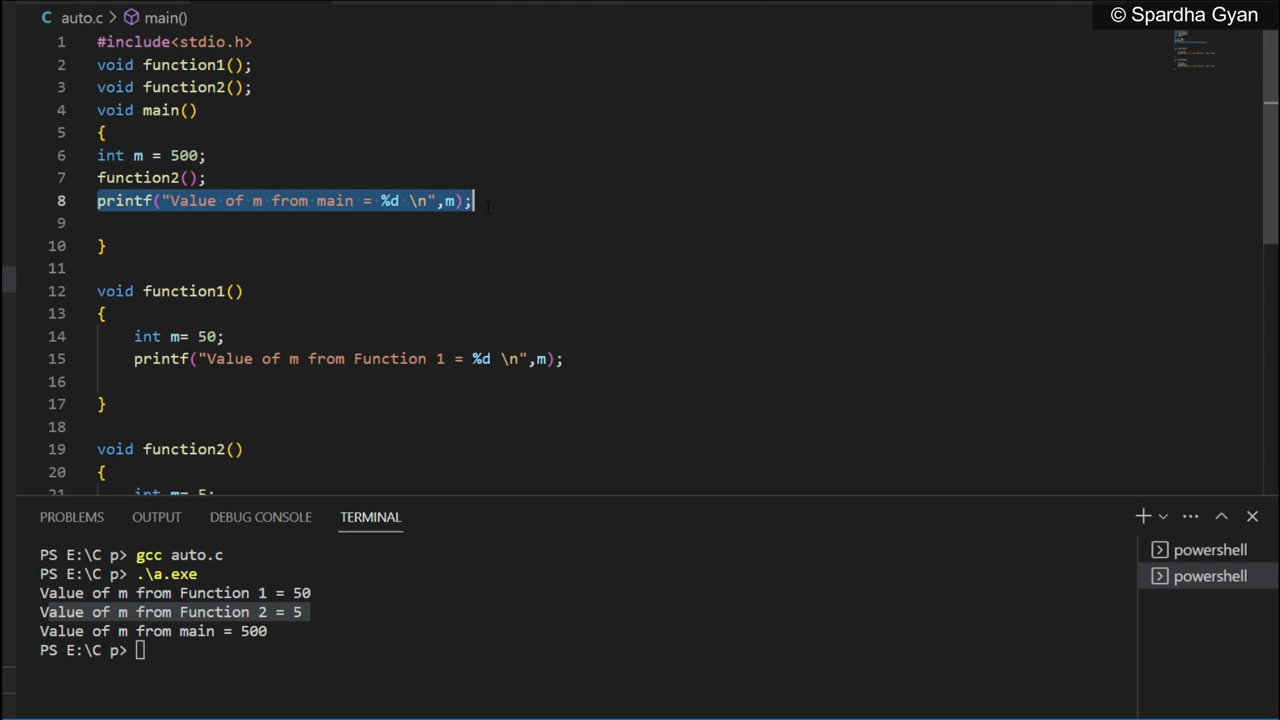 auto.c > main()
© Spardha Gyan
1 #include<stdio.h>
2 void function1();
3 void function2();
4 void main()
5 {
6 int m = 500;
7 function2();
8 printf("Value of m from main = %d \n",m);
9
10 }
11
12 void function1()
13 {
14 int m= 50;
15 printf("Value of m from Function 1 = %d \n",m);
16
17 }
18
19 void function2()
20 {
21 int m= 5;
PROBLEMS OUTPUT DEBUG CONSOLE TERMINAL
PS E:\C p> gcc auto.c
PS E:\C p> .\a.exe
Value of m from Function 1 = 50
Value of m from Function 2 = 5
Value of m from main = 500
PS E:\C p>
powershell
powershell